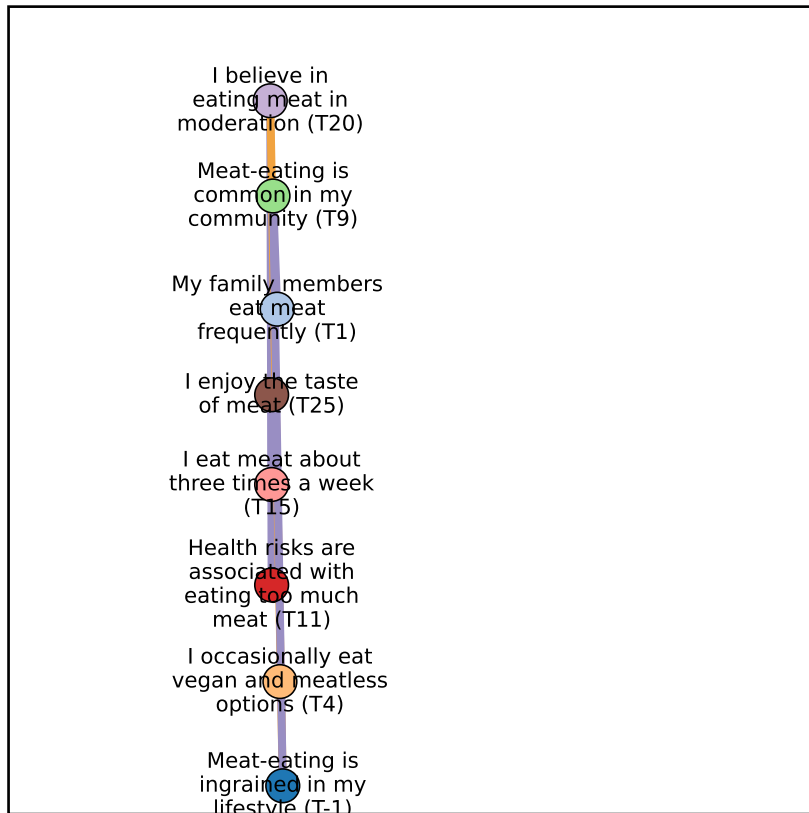 I believe in
eating meat in
moderation (T20)
Meat-eating is
common in my
community (T9)
My family members
eat meat
frequently (T1)
I enjoy the taste
of meat (T25)
I eat meat about
three times a week
(T15)
Health risks are
associated with
eating too much
meat (T11)
I occasionally eat
vegan and meatless
options (T4)
Meat-eating is
ingrained in my
lifestyle (T-1)